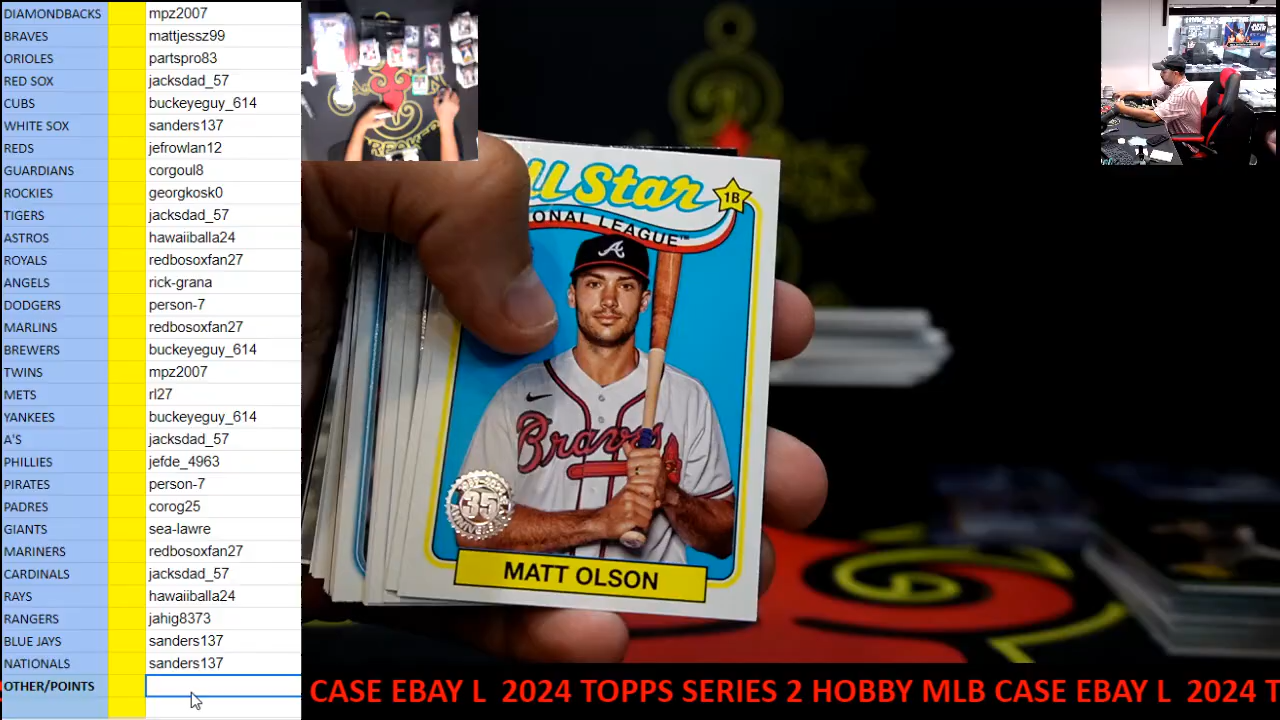 DIAMONDBACKS mpz2007
BRAVES mattjessz99
ORIOLES partspro83
RED SOX jacksdad_57
CUBS buckeyeguy_614
WHITE SOX sanders137
REDS jefrowlan12
GUARDIANS corgoul8
ROCKIES georgkosk0
TIGERS jacksdad_57
ASTROS hawaiiballa24
ROYALS redbosoxfan27
ANGELS rick-grana
DODGERS person-7
MARLINS redbosoxfan27
BREWERS buckeyeguy_614
TWINS mpz2007
METS rl27
YANKEES buckeyeguy_614
A'S jacksdad_57
PHILLIES jefde_4963
PIRATES person-7
PADRES corog25
GIANTS sea-lawre
MARINERS redbosoxfan27
CARDINALS jacksdad_57
RAYS hawaiiballa24
RANGERS jahig8373
BLUE JAYS sanders137
NATIONALS sanders137
OTHER/POINTS
ll Star
1B
ONAL LEAGUE™
A
Braves
35
MATT OLSON
CASE EBAY L 2024 TOPPS SERIES 2 HOBBY MLB CASE EBAY L 2024 T